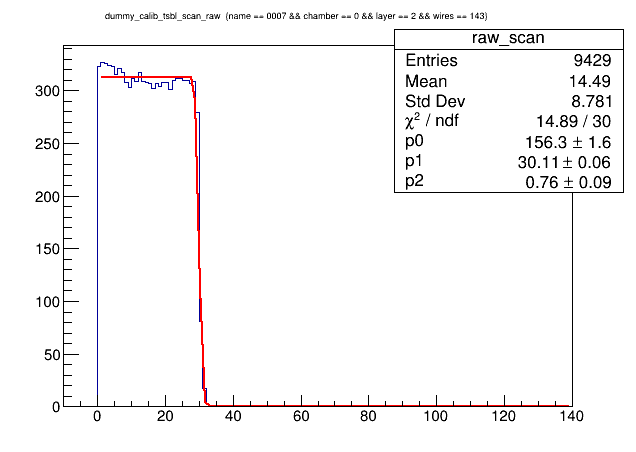 dummy_calib_tsbl_scan_raw (name == 0007 && chamber == 0 && layer == 2 && wires == 143)
raw_scan
Entries 9429
Mean 14.49
Std Dev 8.781
χ² / ndf 14.89 / 30
p0 156.3 ± 1.6
p1 30.11 ± 0.06
p2 0.76 ± 0.09
300
250
200
150
100
50
0
0 20 40 60 80 100 120 140